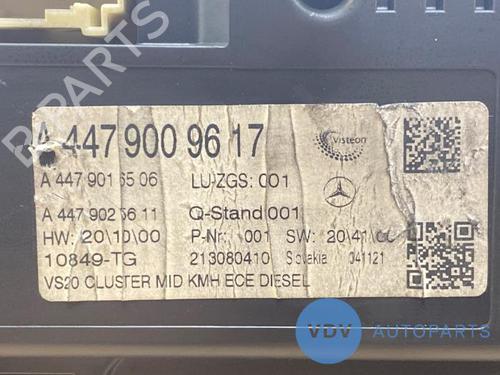 B-PARTS
A 447 900 96 17
Visteon
A 447 901 65 06 LU-ZGS: 001
A 447 902 56 11 Q-Stand 001
HW: 20/10/00 P-Nr.: 001 SW: 20/41/00
10849-TG 213080410 Slovakia 041121
VS20 CLUSTER MID KMH ECE DIESEL
VDV AUTOPARTS